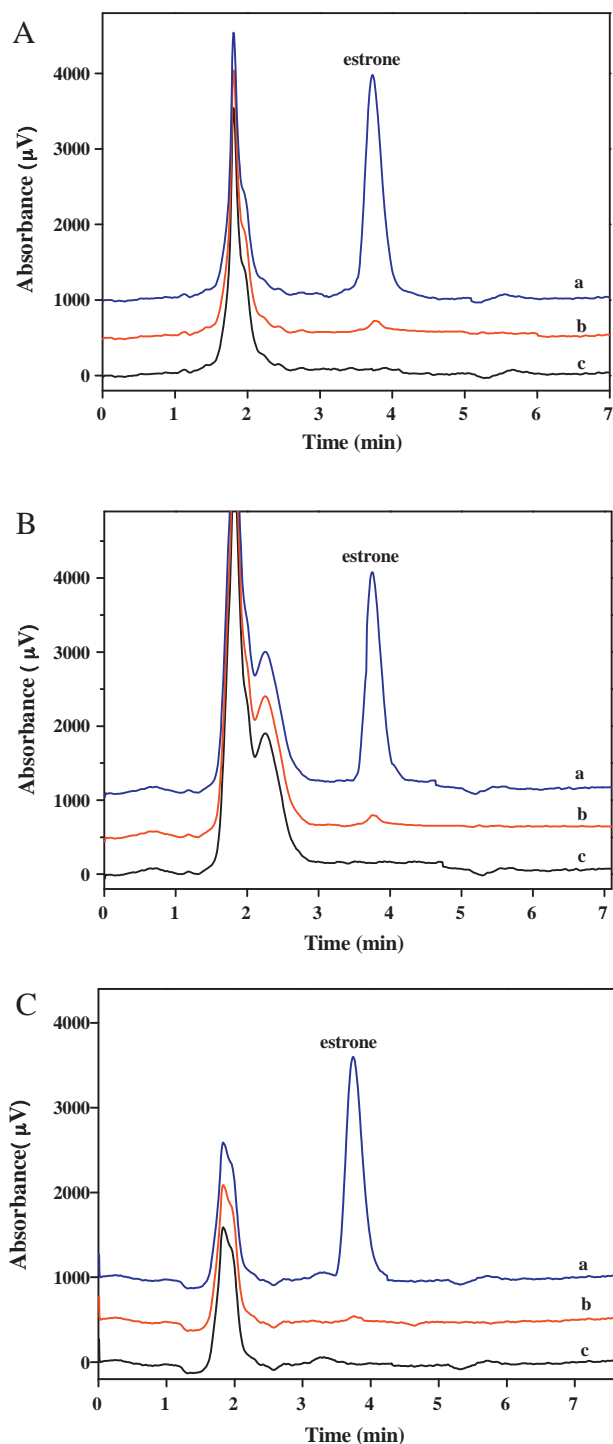 A
estrone
4000
3000
2000
1000
0
Absorbance (μV)
a
b
c
0 1 2 3 4 5 6 7
Time (min)
B
estrone
4000
3000
2000
1000
0
Absorbance ( μV)
a
b
c
0 1 2 3 4 5 6 7
Time (min)
C
estrone
4000
3000
2000
1000
0
Absorbance( μV)
a
b
c
0 1 2 3 4 5 6 7
Time (min)